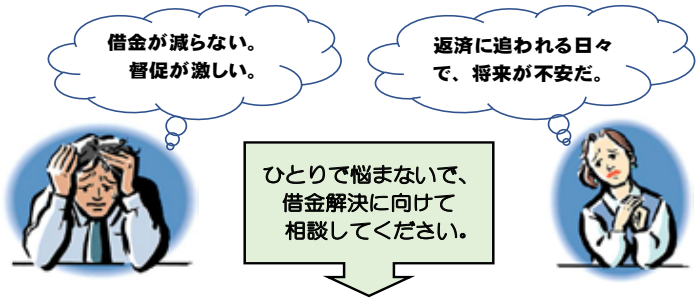 借金が減らない。
督促が激しい。
返済に追われる日々
で、将来が不安だ。
ひとりで悩まないで、
借金解決に向けて
相談してください。